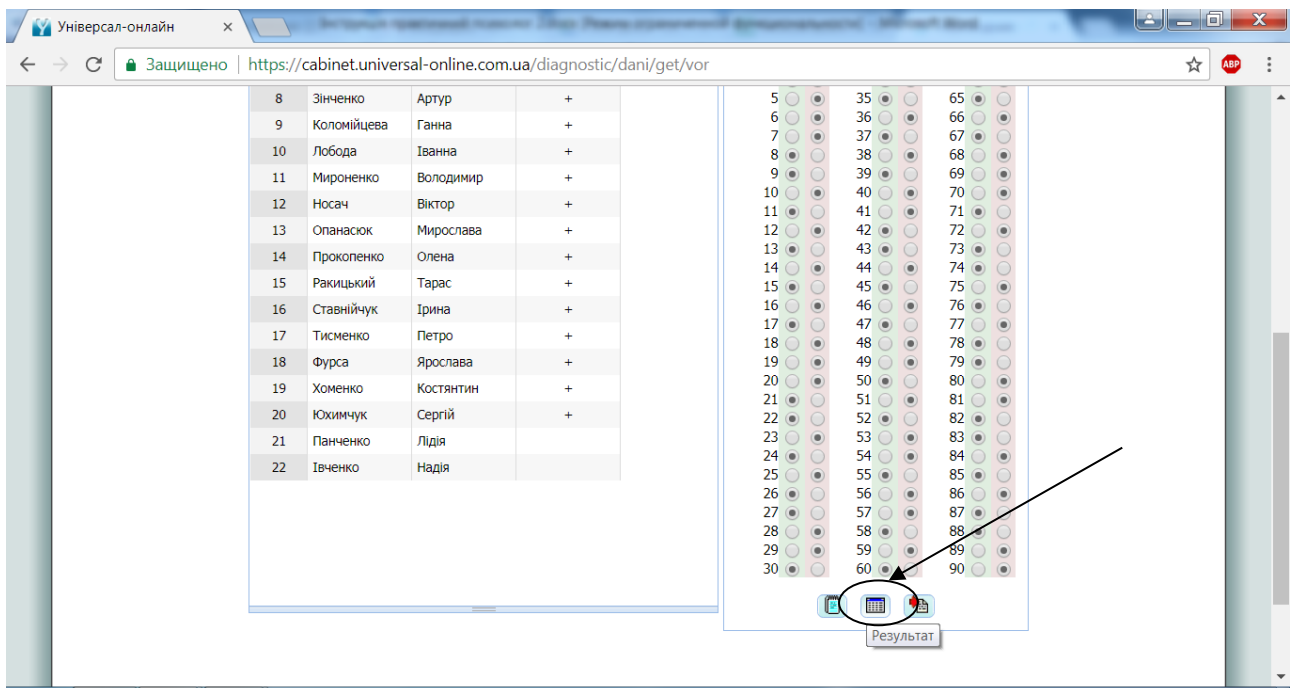 Універсал-онлайн
Защищено | https://cabinet.universal-online.com.ua/diagnostic/dani/get/vor
ABP
8 Зінченко Артур +
9 Коломійцева Ганна +
10 Лобода Іванна +
11 Мироненко Володимир +
12 Носач Віктор +
13 Опанасюк Мирослава +
14 Прокопенко Олена +
15 Ракицький Тарас +
16 Ставнійчук Ірина +
17 Тисменко Петро +
18 Фурса Ярослава +
19 Хоменко Костянтин +
20 Юхимчук Сергій +
21 Панченко Лідія
22 Івченко Надія
5 35 65
6 36 66
7 37 67
8 38 68
9 39 69
10 40 70
11 41 71
12 42 72
13 43 73
14 44 74
15 45 75
16 46 76
17 47 77
18 48 78
19 49 79
20 50 80
21 51 81
22 52 82
23 53 83
24 54 84
25 55 85
26 56 86
27 57 87
28 58 88
29 59 89
30 60 90
Результат